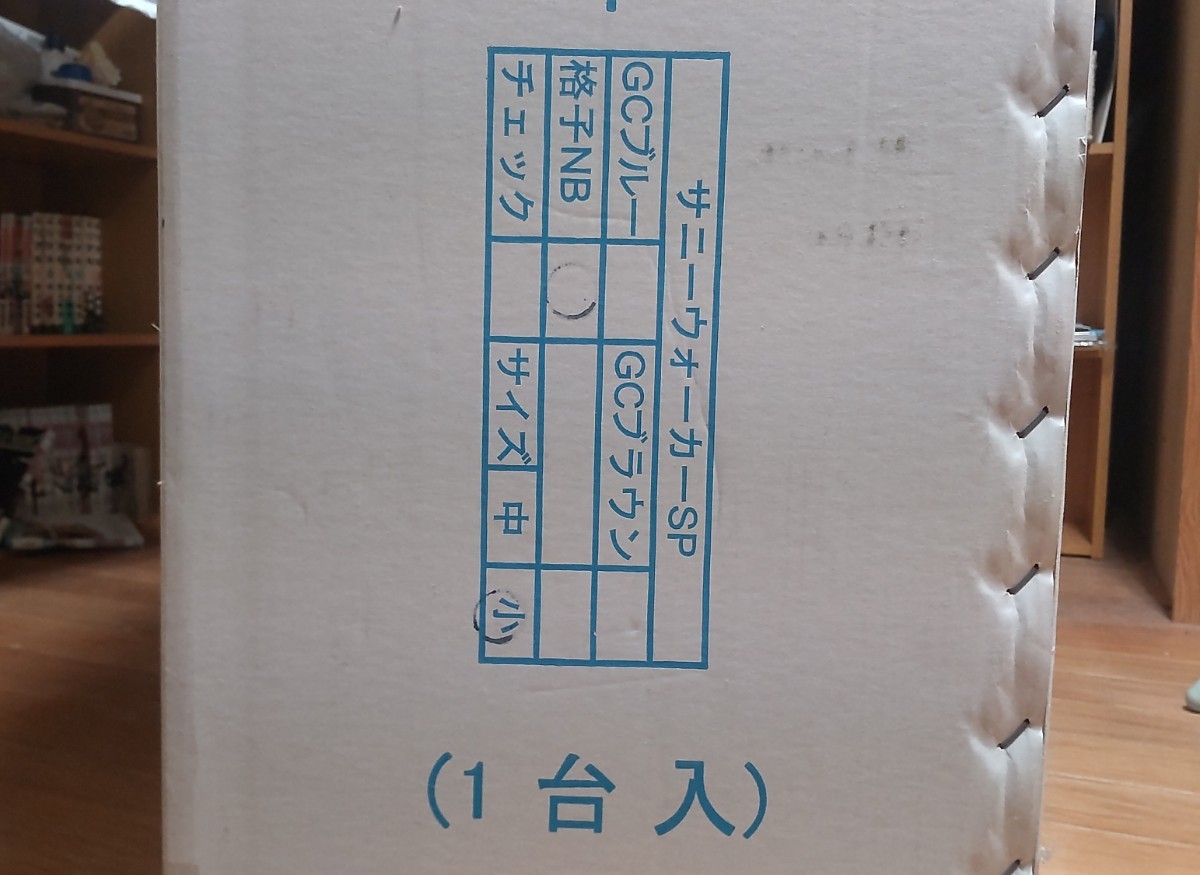 サニーウォーカーSP
GCブルー GCブラウン
格子NB
チェック サイズ 中 小
(1台入)